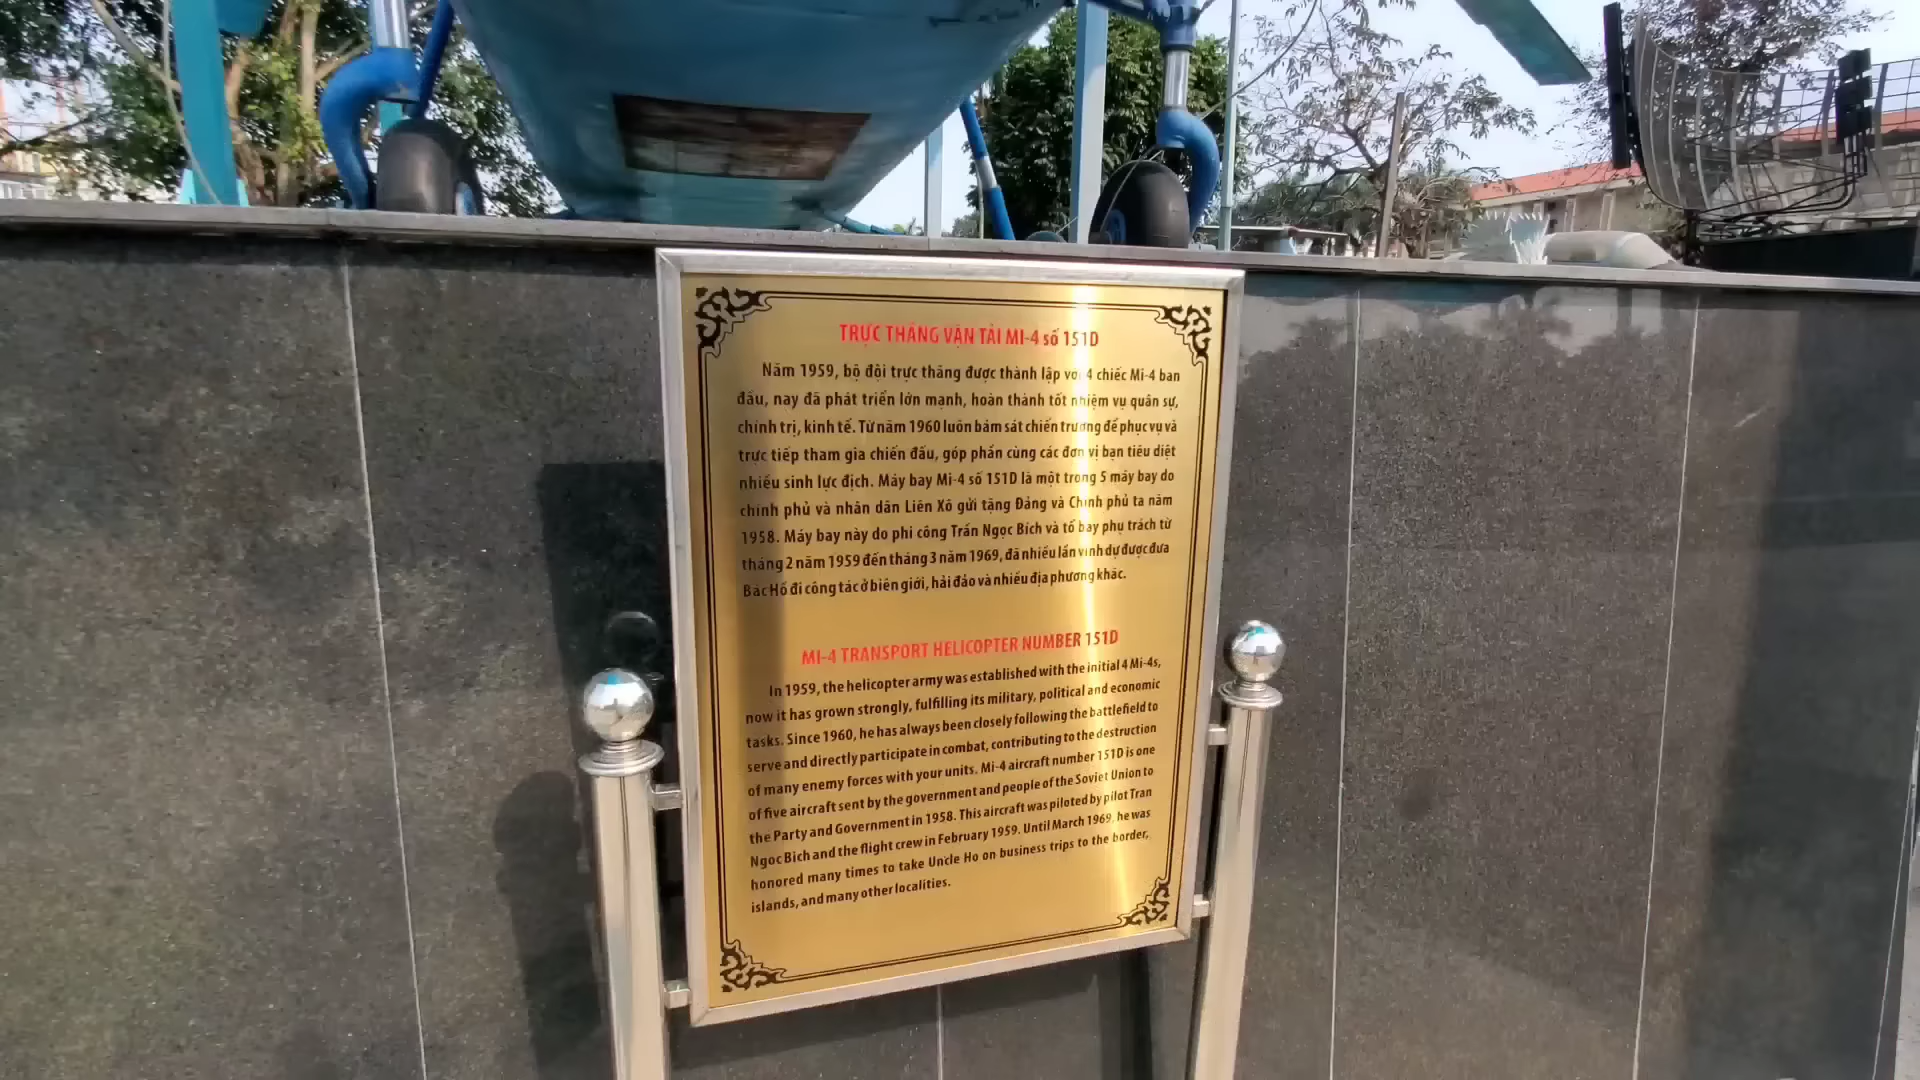 TRỰC THĂNG VẬN TẢI MI-4 số 151D
Năm 1959, bộ đội trực thăng được thành lập với 4 chiếc Mi-4 ban
đầu, nay đã phát triển lớn mạnh, hoàn thành tốt nhiệm vụ quân sự,
chính trị, kinh tế. Từ năm 1960 luôn bám sát chiến trường để phục vụ và
trực tiếp tham gia chiến đấu, góp phần cùng các đơn vị bạn tiêu diệt
nhiều sinh lực địch. Máy bay Mi-4 số 151D là một trong 5 máy bay do
chính phủ và nhân dân Liên Xô gửi tặng Đảng và Chính phủ ta năm
1958. Máy bay này do phi công Trần Ngọc Bích và tổ bay phụ trách từ
tháng 2 năm 1959 đến tháng 3 năm 1969, đã nhiều lần vinh dự được đưa
Bác Hồ đi công tác ở biên giới, hải đảo và nhiều địa phương khác.
MI-4 TRANSPORT HELICOPTER NUMBER 151D
In 1959, the helicopter army was established with the initial 4 Mi-4s,
now it has grown strongly, fulfilling its military, political and economic
tasks. Since 1960, he has always been closely following the battlefield to
serve and directly participate in combat, contributing to the destruction
of many enemy forces with your units. Mi-4 aircraft number 151D is one
of five aircraft sent by the government and people of the Soviet Union to
the Party and Government in 1958. This aircraft was piloted by pilot Tran
Ngoc Bich and the flight crew in February 1959. Until March 1969, he was
honored many times to take Uncle Ho on business trips to the border,
islands, and many other localities.